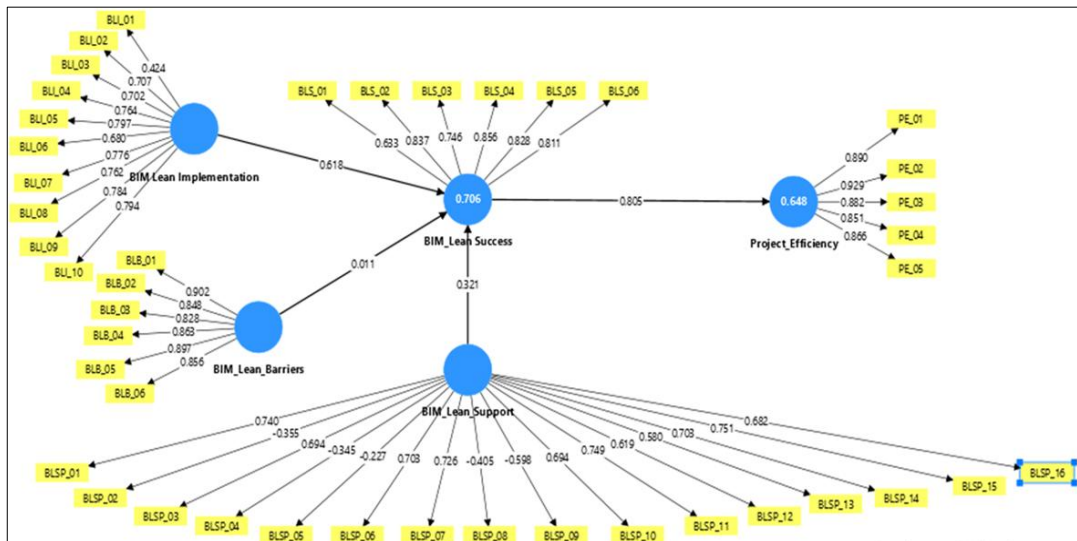 BLI_01
BLI_02
BLI_03
BLI_04
BLI_05
BLI_06
BLI_07
BLI_08
BLI_09
BLI_10
0.424
0.707
0.702
0.764
0.797
0.680
0.776
0.762
0.784
0.794
BIM Lean Implementation
0.618
BLS_01
BLS_02
BLS_03
BLS_04
BLS_05
BLS_06
0.633
0.837
0.746
0.856
0.828
0.811
0.706
BIM_Lean Success
0.805
PE_01
PE_02
PE_03
PE_04
PE_05
0.890
0.929
0.882
0.851
0.866
0.648
Project_Efficiency
BLB_01
BLB_02
BLB_03
BLB_04
BLB_05
BLB_06
0.902
0.848
0.828
0.863
0.897
0.856
BIM_Lean_Barriers
0.011
0.321
BIM_Lean_Support
0.740
-0.355
0.694
-0.345
-0.227
0.703
0.726
-0.405
-0.598
0.694
0.749
0.619
0.580
0.703
0.751
0.682
BLSP_01
BLSP_02
BLSP_03
BLSP_04
BLSP_05
BLSP_06
BLSP_07
BLSP_08
BLSP_09
BLSP_10
BLSP_11
BLSP_12
BLSP_13
BLSP_14
BLSP_15
BLSP_16